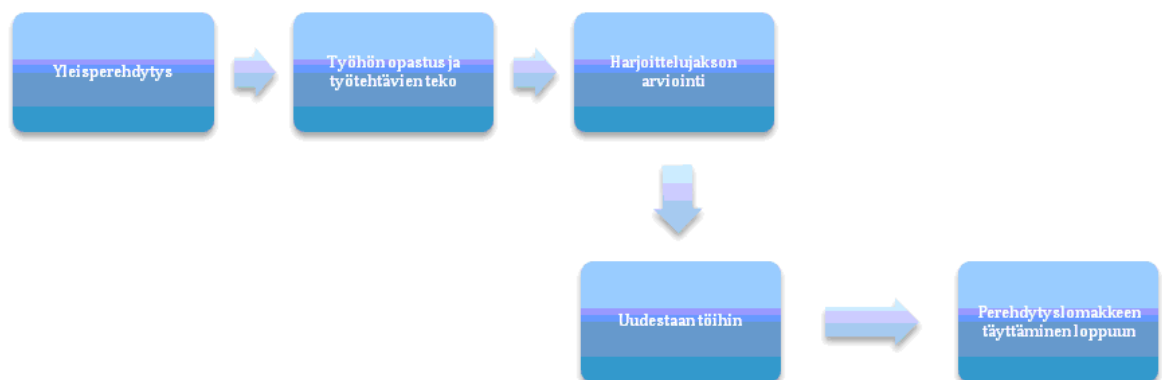 Yleisperehdytys
Työhön opastus ja
työtehtävien teko
Harjoittelujakson
arviointi
Uudestaan töihin
Perehdytyslomakkeen
täyttäminen loppuun